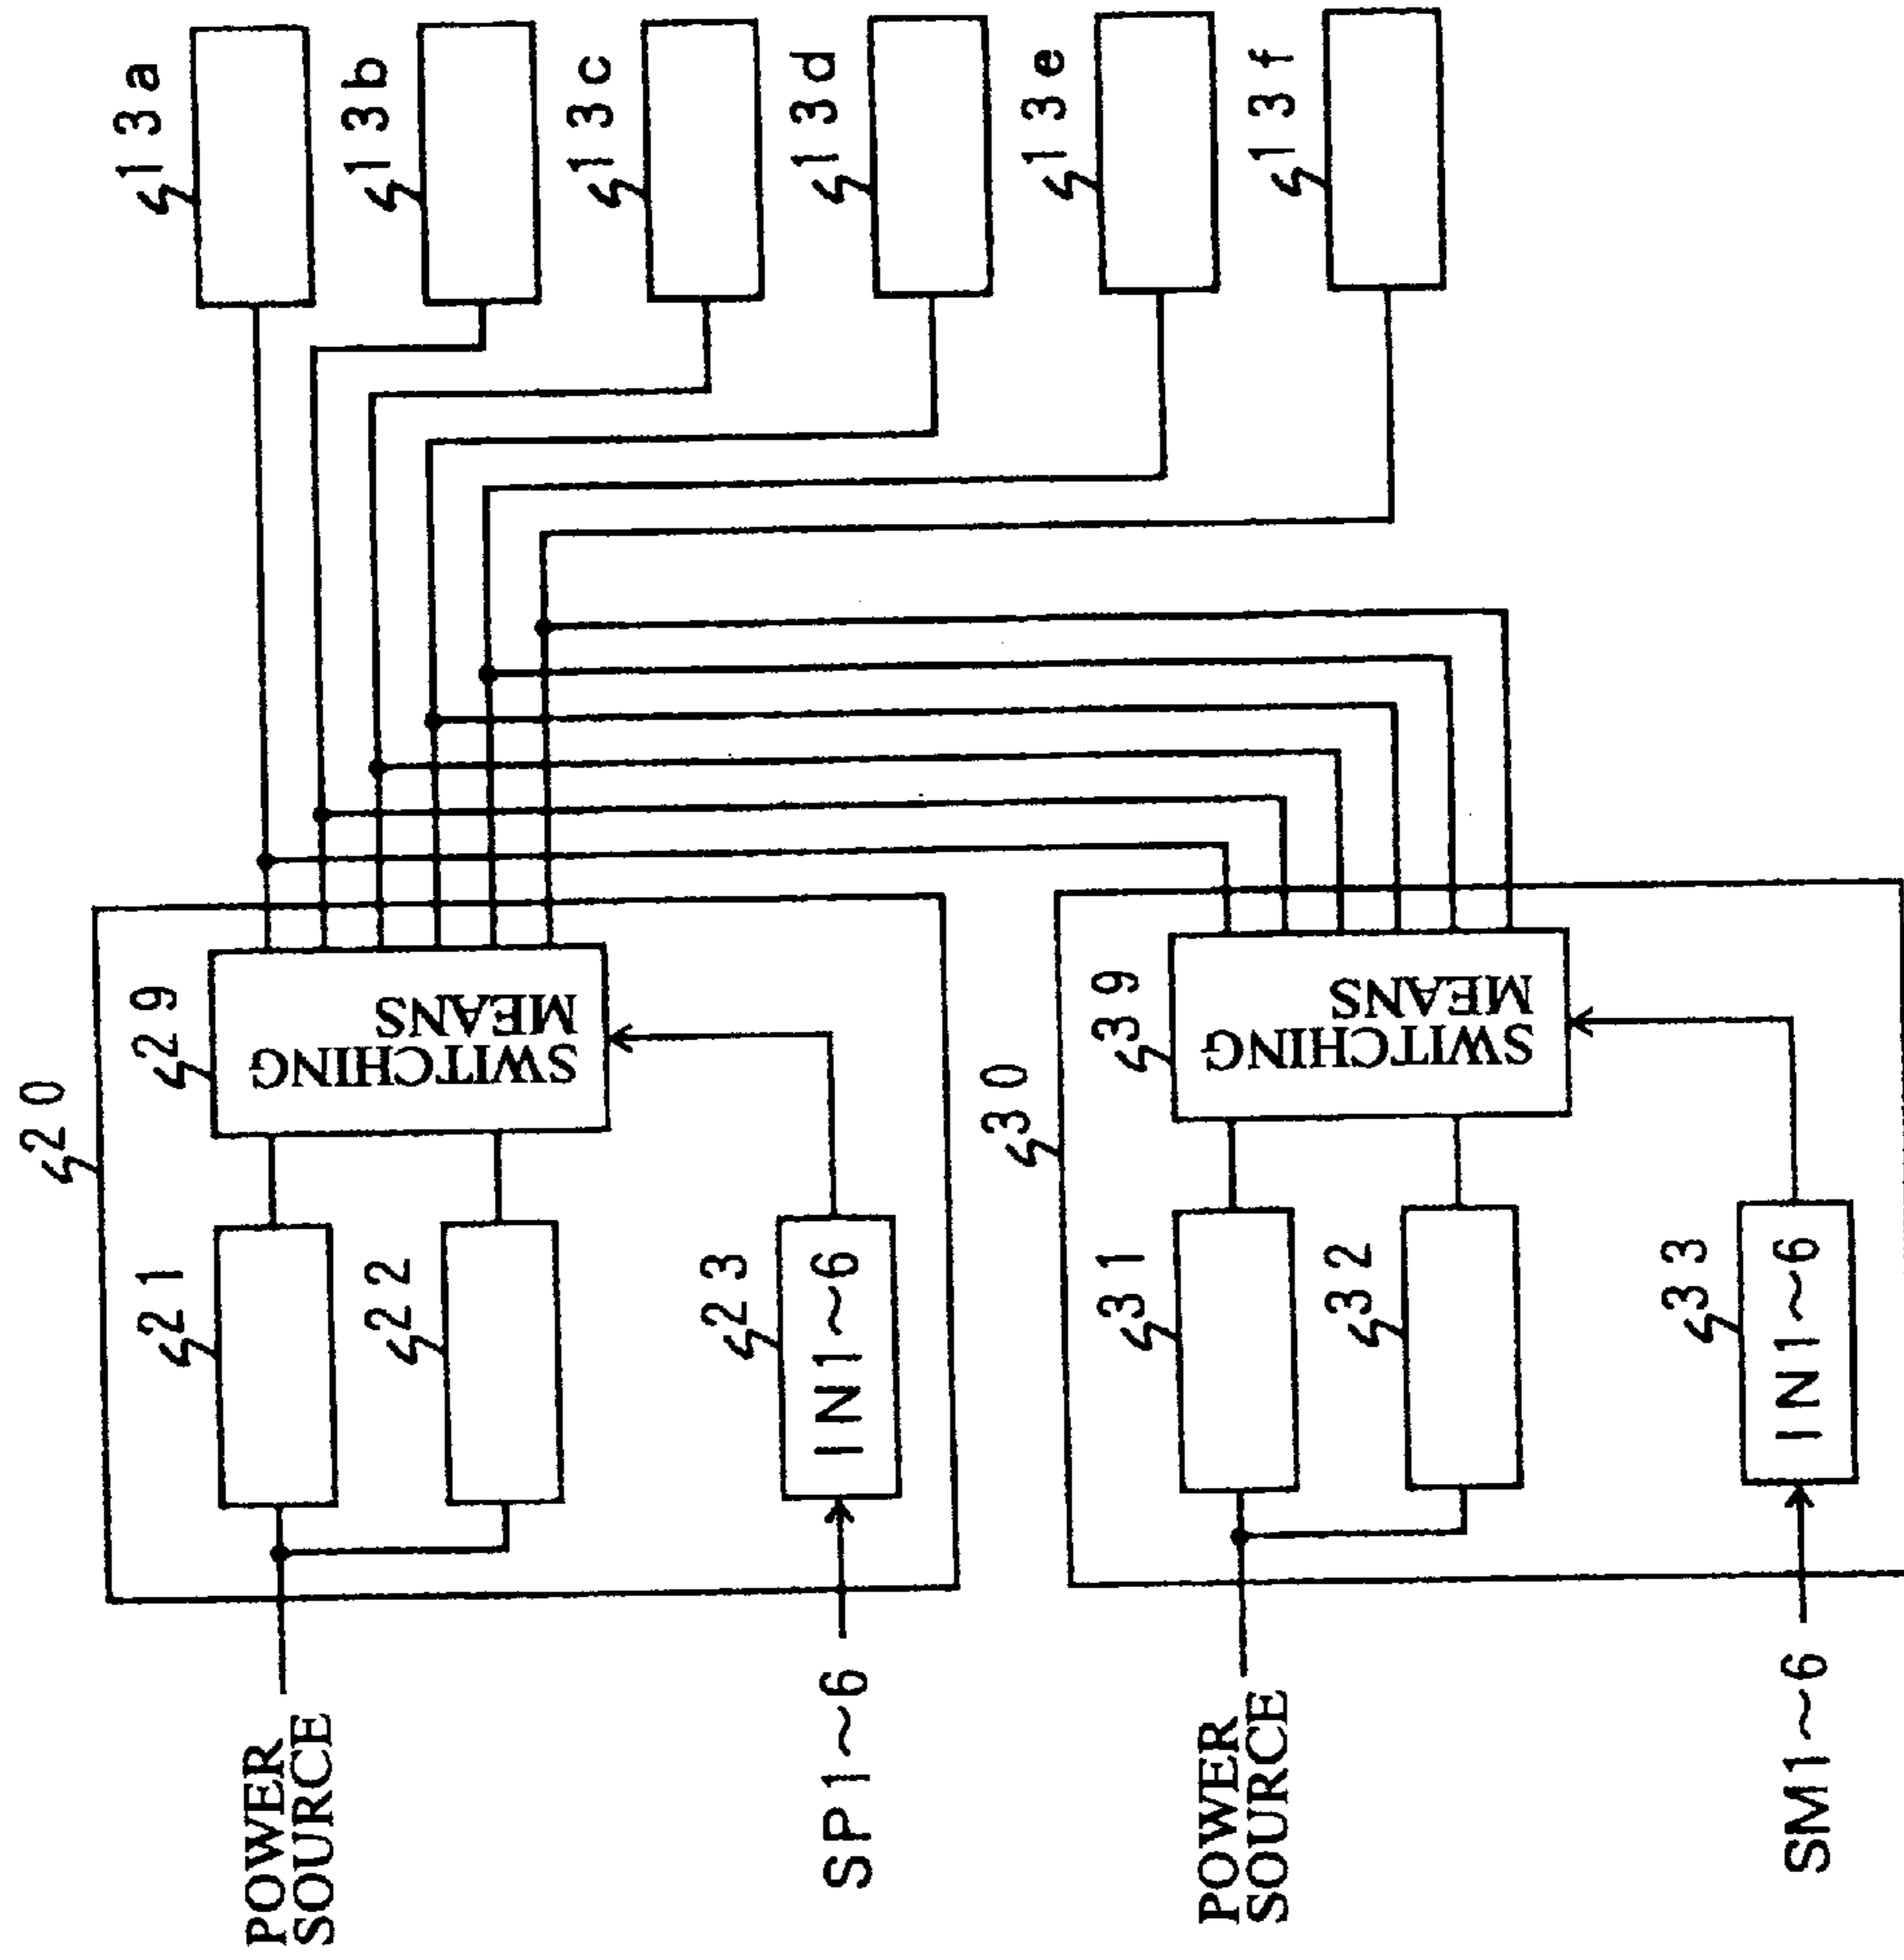 20
29
SWITCHING
MEANS
21
22
23
IN1~6
POWER
SOURCE
SP1~6
13a
13b
13c
13d
13e
13f
30
39
SWITCHING
MEANS
31
32
33
IN1~6
POWER
SOURCE
SM1~6